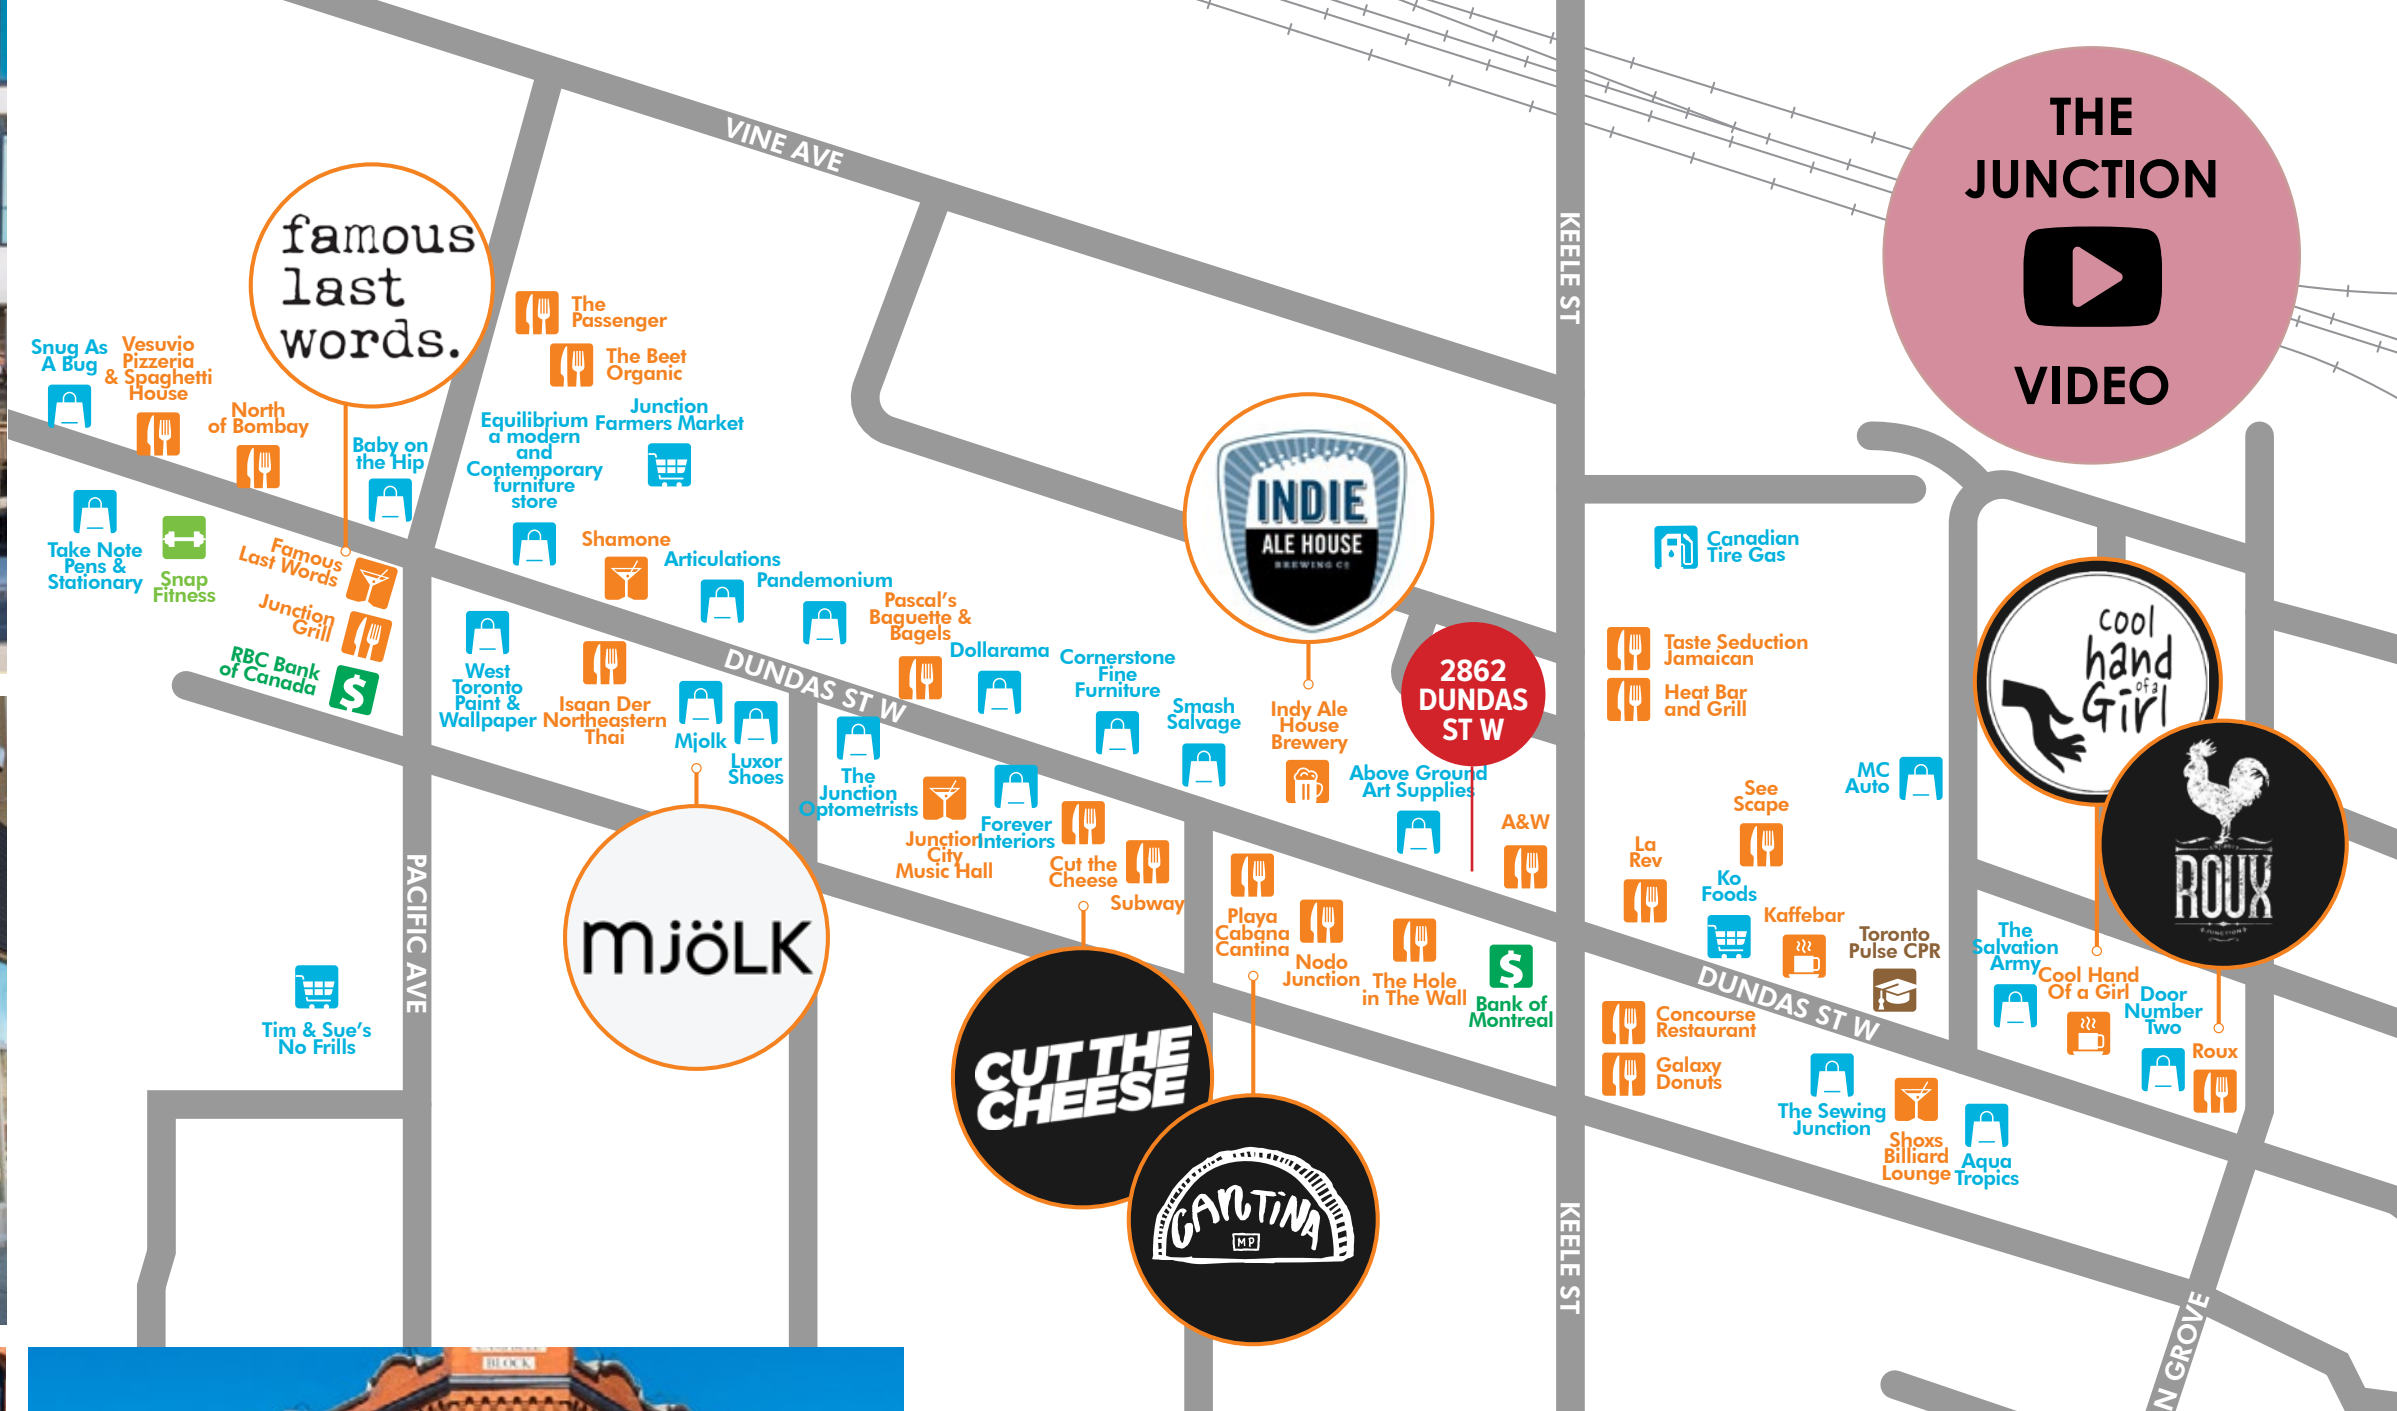 VINE AVE
KEELE ST
THE
JUNCTION
VIDEO
famous
last
words.
The
Passenger
The Beet
Organic
Snug As
A Bug
Vesuvio
Pizzeria
& Spaghetti
House
North
of Bombay
Baby on
the Hip
Equilibrium
a modern
and
Contemporary
furniture
store
Junction
Farmers Market
Take Note
Pens &
Stationary
Snap
Fitness
Famous
Last Words
Junction
Grill
RBC Bank
of Canada
Shamone
Articulations
Pandemonium
Pascal's
Baguette &
Bagels
Dollarama
Cornerstone
Fine
Furniture
Smash
Salvage
INDIE
ALE HOUSE
BREWING CO
Indy Ale
House
Brewery
2862
DUNDAS
ST W
Above Ground
Art Supplies
A&W
West
Toronto
Paint &
Wallpaper
Isaan Der
Northeastern
Thai
Mjolk
Luxor
Shoes
DUNDAS ST W
The
Junction
Optometrists
Junction
City
Music Hall
Forever
Interiors
Cut the
Cheese
Subway
Playa
Cabana
Cantina
Nodo
Junction
The Hole
in The Wall
Bank of
Montreal
Canadian
Tire Gas
Taste Seduction
Jamaican
Heat Bar
and Grill
MC
Auto
See
Scape
La
Rev
Ko
Foods
Kaffebar
Toronto
Pulse CPR
The
Salvation
Army
Cool Hand
Of a Girl
Door
Number
Two
Roux
cool
hand
of a
Girl
ROUX
JUNCTION
DUNDAS ST W
Concourse
Restaurant
Galaxy
Donuts
The Sewing
Junction
Shoxs
Billiard
Lounge
Aqua
Tropics
PACIFIC AVE
Tim & Sue's
No Frills
mjöLK
CUT THE
CHEESE
CANTINA
MP
KEELE ST
N GROVE
BLOCK